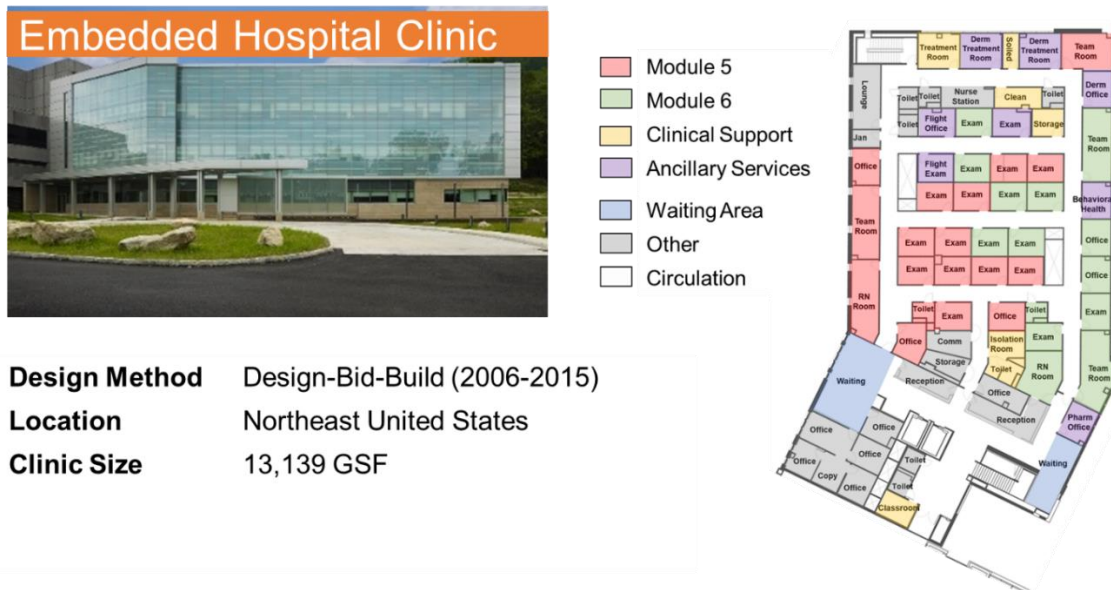 Embedded Hospital Clinic
Module 5
Module 6
Clinical Support
Ancillary Services
Waiting Area
Other
Circulation
Design Method Design-Bid-Build (2006-2015)
Location Northeast United States
Clinic Size 13,139 GSF
Treatment Room
Derm Treatment Room
Soiled
Derm Treatment Room
Team Room
Lounge
Derm Office
Toilet
Toilet
Nurse Station
Clean
Toilet
Toilet
Flight Office
Exam
Exam
Storage
Team Room
Jan
Office
Flight Exam
Exam
Exam
Exam
Exam
Exam
Exam
Exam
Behavioral Health
Team Room
Office
Exam
Exam
Exam
Exam
Exam
Exam
Exam
Exam
Office
RN Room
Toilet
Exam
Office
Toilet
Exam
Office
Comm
Isolation Room
Exam
Storage
Toilet
RN Room
Team Room
Waiting
Reception
Office
Reception
Pharm Office
Office
Office
Office
Toilet
Waiting
Office
Copy
Office
Toilet
Classroom